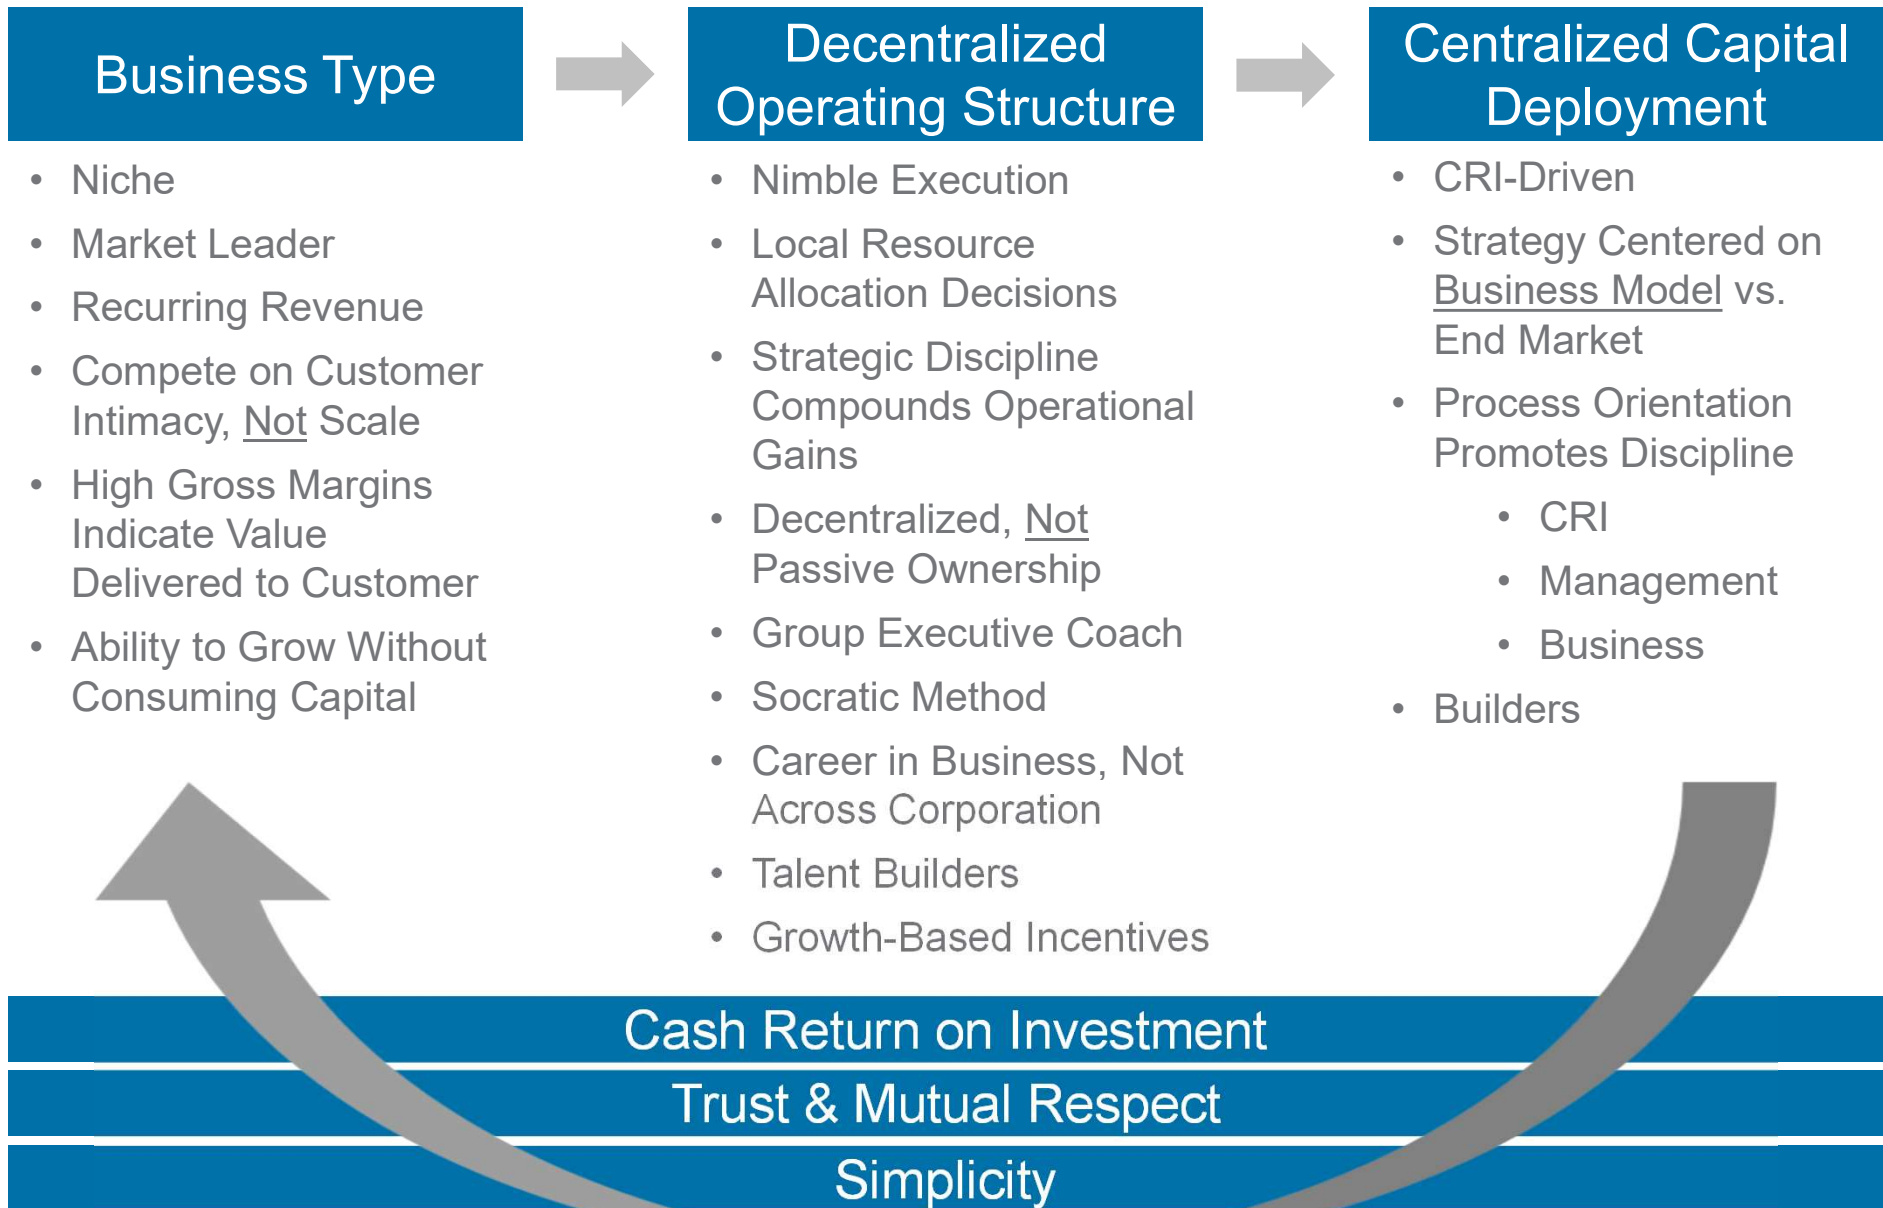 Business Type
• Niche
• Market Leader
• Recurring Revenue
• Compete on Customer
Intimacy, Not Scale
• High Gross Margins
Indicate Value
Delivered to Customer
• Ability to Grow Without
Consuming Capital
Decentralized
Operating Structure
• Nimble Execution
• Local Resource
Allocation Decisions
• Strategic Discipline
Compounds Operational
Gains
• Decentralized, Not
Passive Ownership
• Group Executive Coach
• Socratic Method
• Career in Business, Not
Across Corporation
• Talent Builders
• Growth-Based Incentives
Centralized Capital
Deployment
• CRI-Driven
• Strategy Centered on
Business Model vs.
End Market
• Process Orientation
Promotes Discipline
• CRI
• Management
• Business
• Builders
Cash Return on Investment
Trust & Mutual Respect
Simplicity